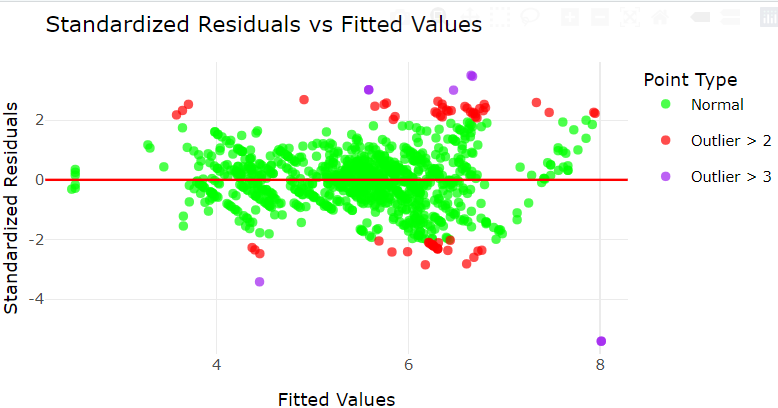 Standardized Residuals vs Fitted Values
Point Type
Normal
Outlier > 2
Outlier > 3
Standardized Residuals
2
0
-2
-4
4
6
8
Fitted Values